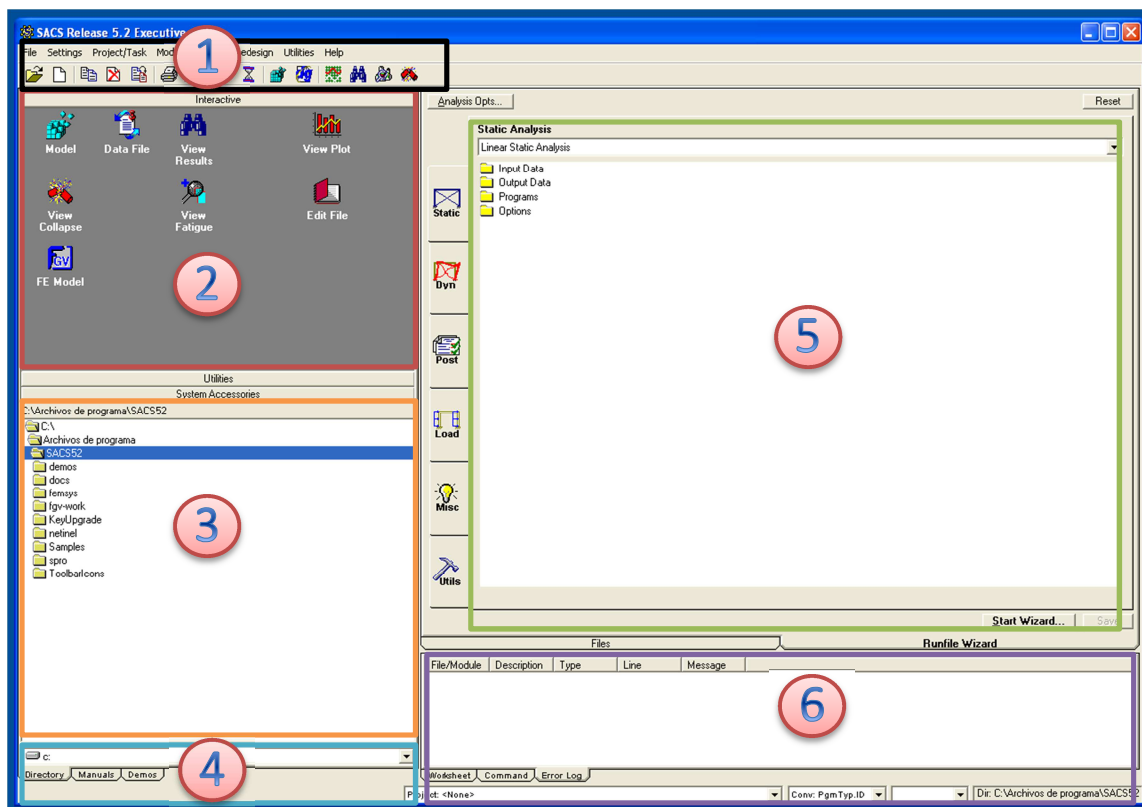 SACS Release 5.2 Executive
File Settings Project/Task Utilities Help
1
Interactive
Model Data File View Results View Plot
View Collapse View Fatigue Edit File
FE Model
2
Utilities
System Accessories
C:\Archivos de programa\SACS52
C:\
Archivos de programa
SACS52
demos
docs
femsys
fgv-work
KeyUpgrade
netinel
Samples
spro
ToolbarIcons
3
c:
Directory Manuals Demos
4
Analysis Opts... Reset
Static Analysis
Linear Static Analysis
Input Data
Output Data
Programs
Options
Static
Dyn
Post
Load
Misc
Utils
5
Start Wizard... Save
Files Runfile Wizard
File/Module Description Type Line Message
6
Worksheet Command Error Log
Project: <None> Conv: PgmTyp.ID Dir: C:\Archivos de programa\SACS52